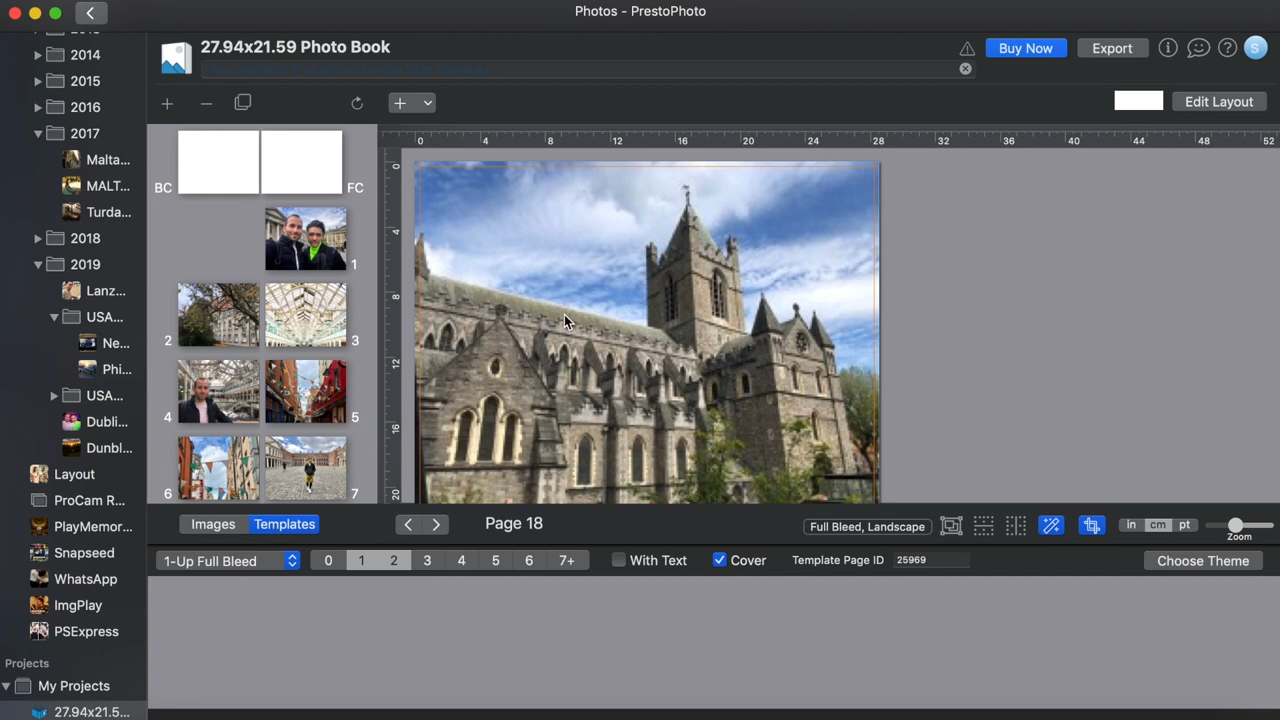 Photos - PrestoPhoto
2014
2015
2016
2017
Malta...
MALT...
Turda...
2018
2019
Lanz...
USA...
Ne...
Phi...
USA...
Dubli...
Dunbl...
Layout
ProCam R...
PlayMemor...
Snapseed
WhatsApp
ImgPlay
PSExpress
Projects
My Projects
27.94x21.5...
27.94x21.59 Photo Book
Buy Now
Export
S
Edit Layout
BC
FC
1
2
3
4
5
6
7
0 4 8 12 16 20 24 28 32 36 40 44 48 52
0
4
8
12
16
20
Images
Templates
Page 18
Full Bleed, Landscape
in cm pt
Zoom
1-Up Full Bleed
0 1 2 3 4 5 6 7+
With Text
Cover
Template Page ID
25969
Choose Theme